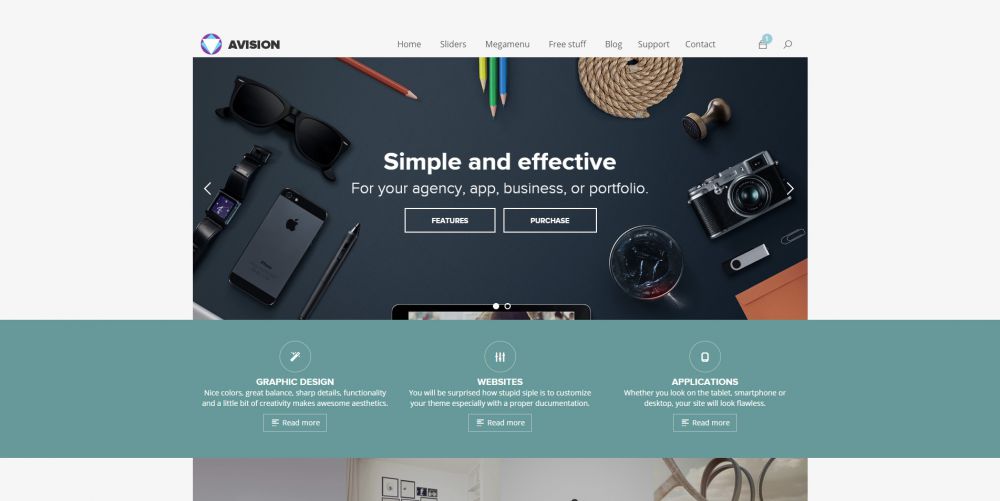 AVISION
Home Sliders Megamenu Free stuff Blog Support Contact
1
Simple and effective
For your agency, app, business, or portfolio.
FEATURES PURCHASE
iPhone
GRAPHIC DESIGN
Nice colors, great balance, sharp details, functionality
and a little bit of creativity makes awesome aesthetics.
Read more
WEBSITES
You will be surprised how stupid siple is to customize
your theme especially with a proper ducumentation.
Read more
APPLICATIONS
Whether you look on the tablet, smartphone or
desktop, your site will look flawless.
Read more